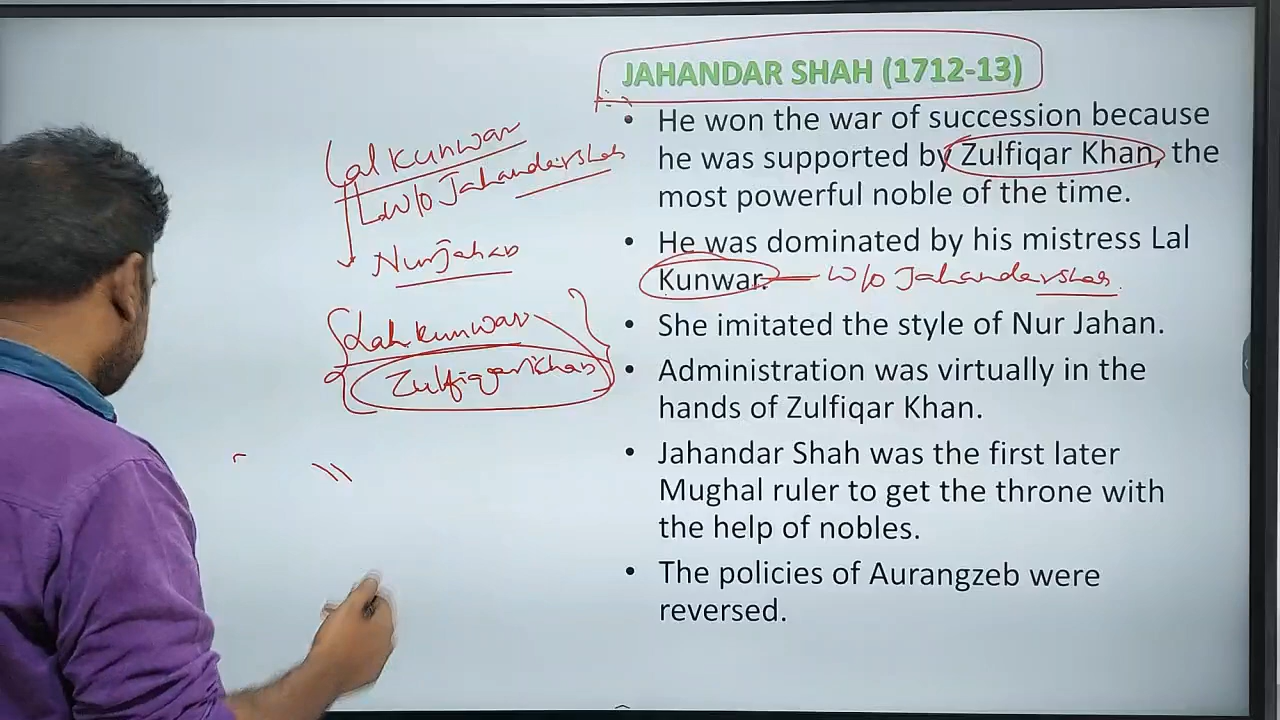 JAHANDAR SHAH (1712-13)
• He won the war of succession because
he was supported by Zulfiqar Khan, the
most powerful noble of the time.
• He was dominated by his mistress Lal
Kunwar. — w/o Jahandarshah
• She imitated the style of Nur Jahan.
• Administration was virtually in the
hands of Zulfiqar Khan.
• Jahandar Shah was the first later
Mughal ruler to get the throne with
the help of nobles.
• The policies of Aurangzeb were
reversed.
Lal Kunwar
w/o Jahandarshah
Nurjahan
Lal kunwar
Zulfiqar Khan